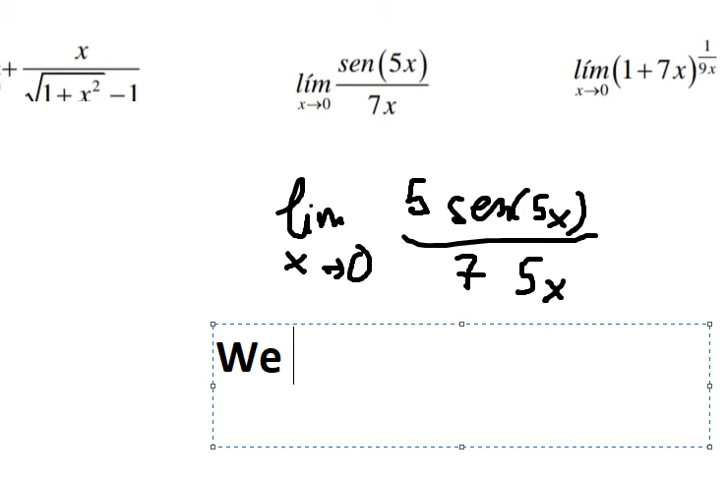 + x / (√1 + x² − 1)
lím x→0 sen(5x) / 7x
lím x→0 (1+7x)^(1/9x)
lim x→0 5 sen(5x) / 7 5x
We